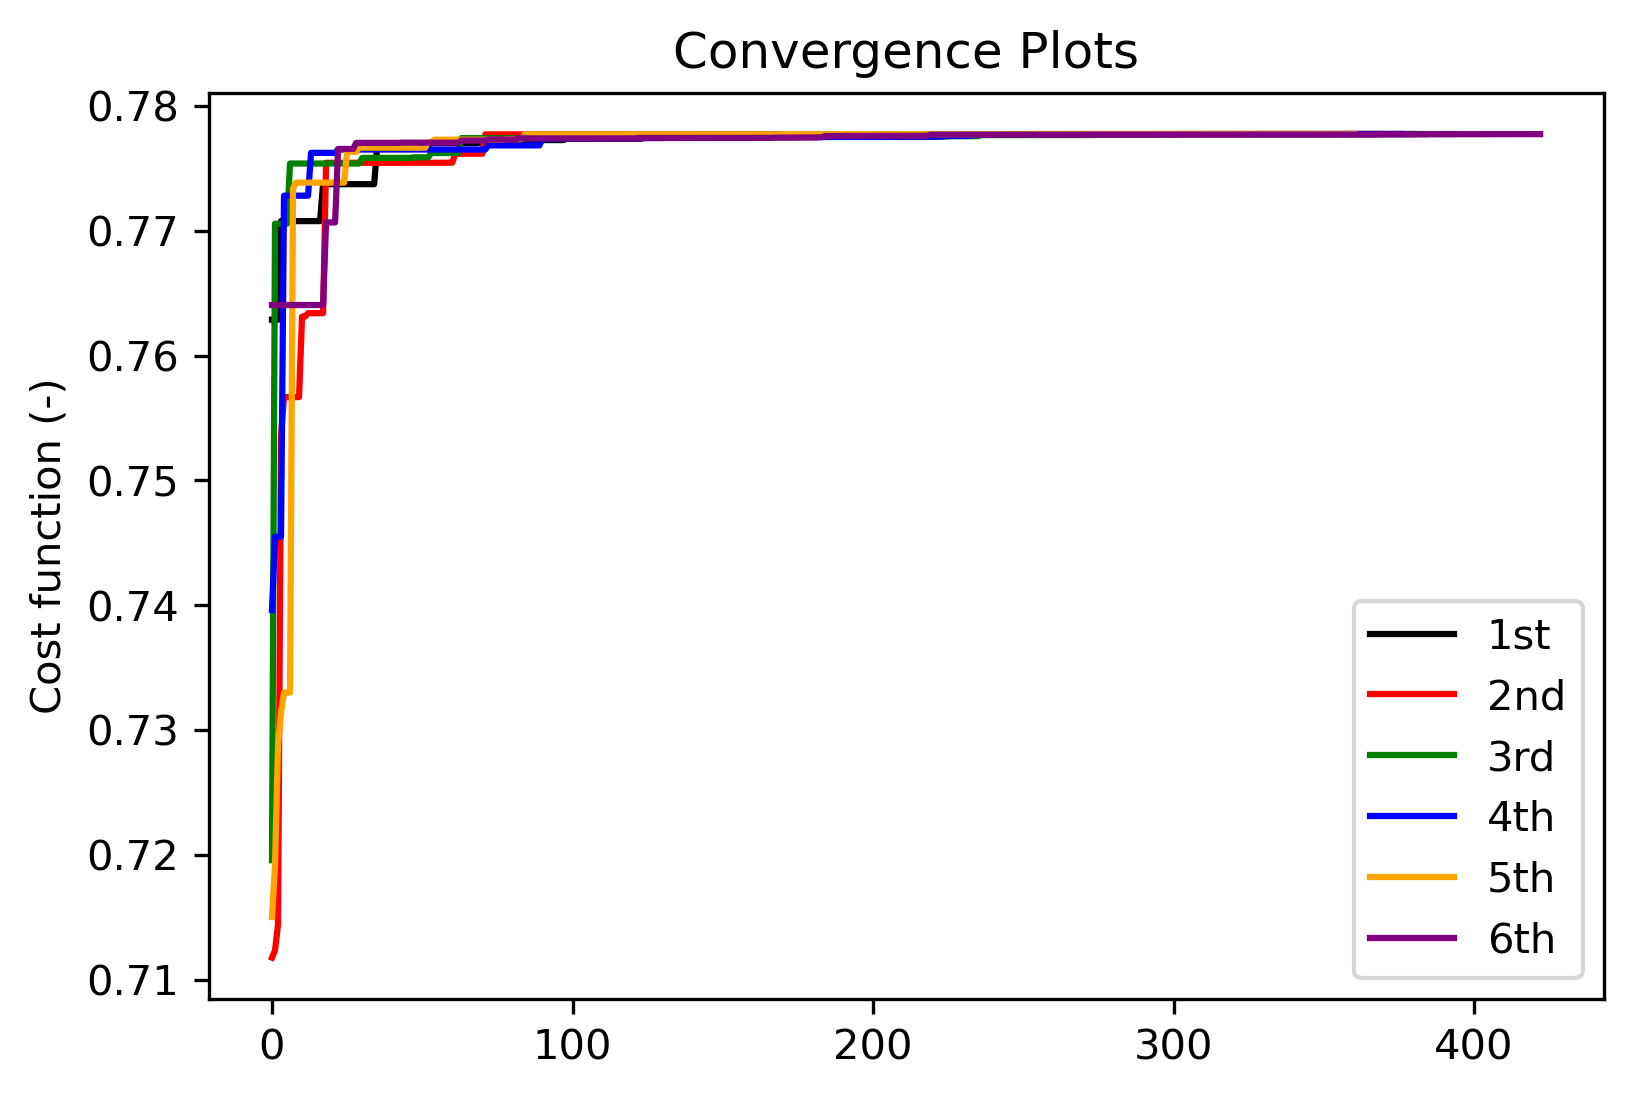 Convergence Plots
Cost function (-)
0.78
0.77
0.76
0.75
0.74
0.73
0.72
0.71
0 100 200 300 400
1st
2nd
3rd
4th
5th
6th